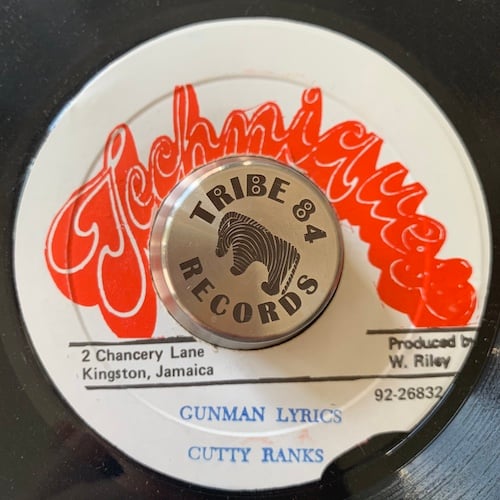 Techniques
TRIBE 84
RECORDS
2 Chancery Lane
Kingston, Jamaica
Produced by
W. Riley
92-26832
GUNMAN LYRICS
CUTTY RANKS